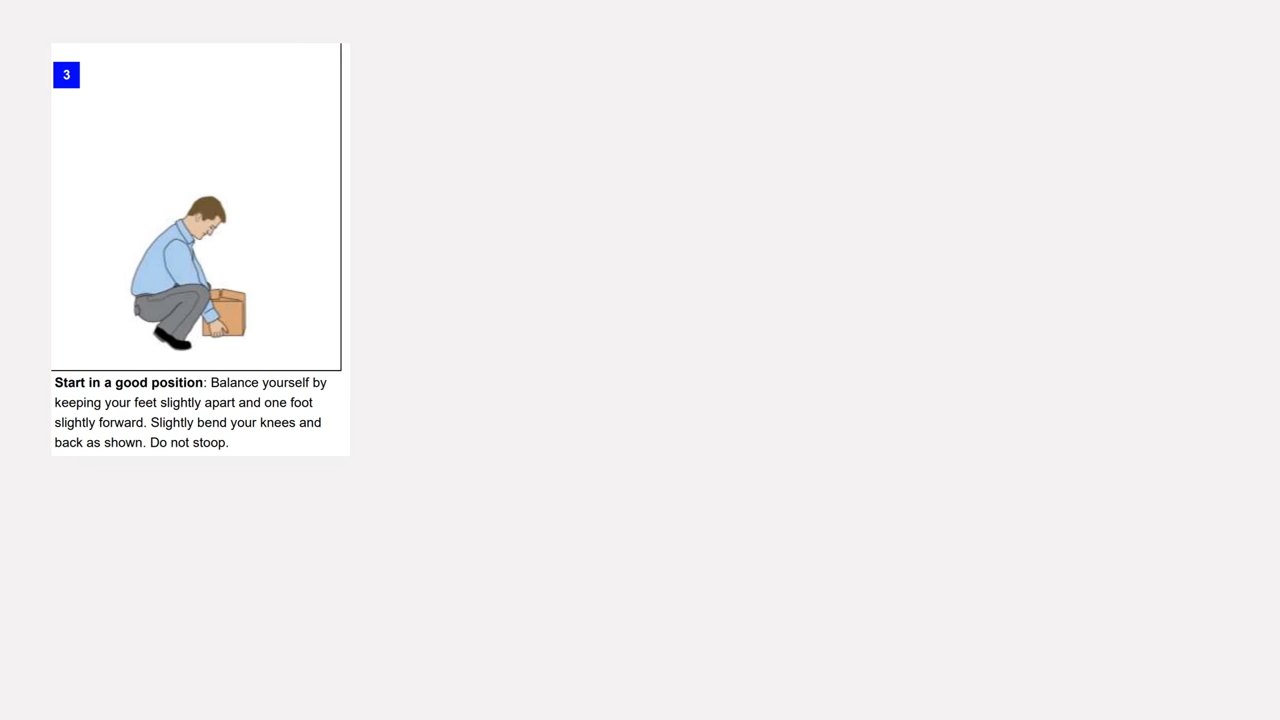 3
Start in a good position: Balance yourself by
keeping your feet slightly apart and one foot
slightly forward. Slightly bend your knees and
back as shown. Do not stoop.